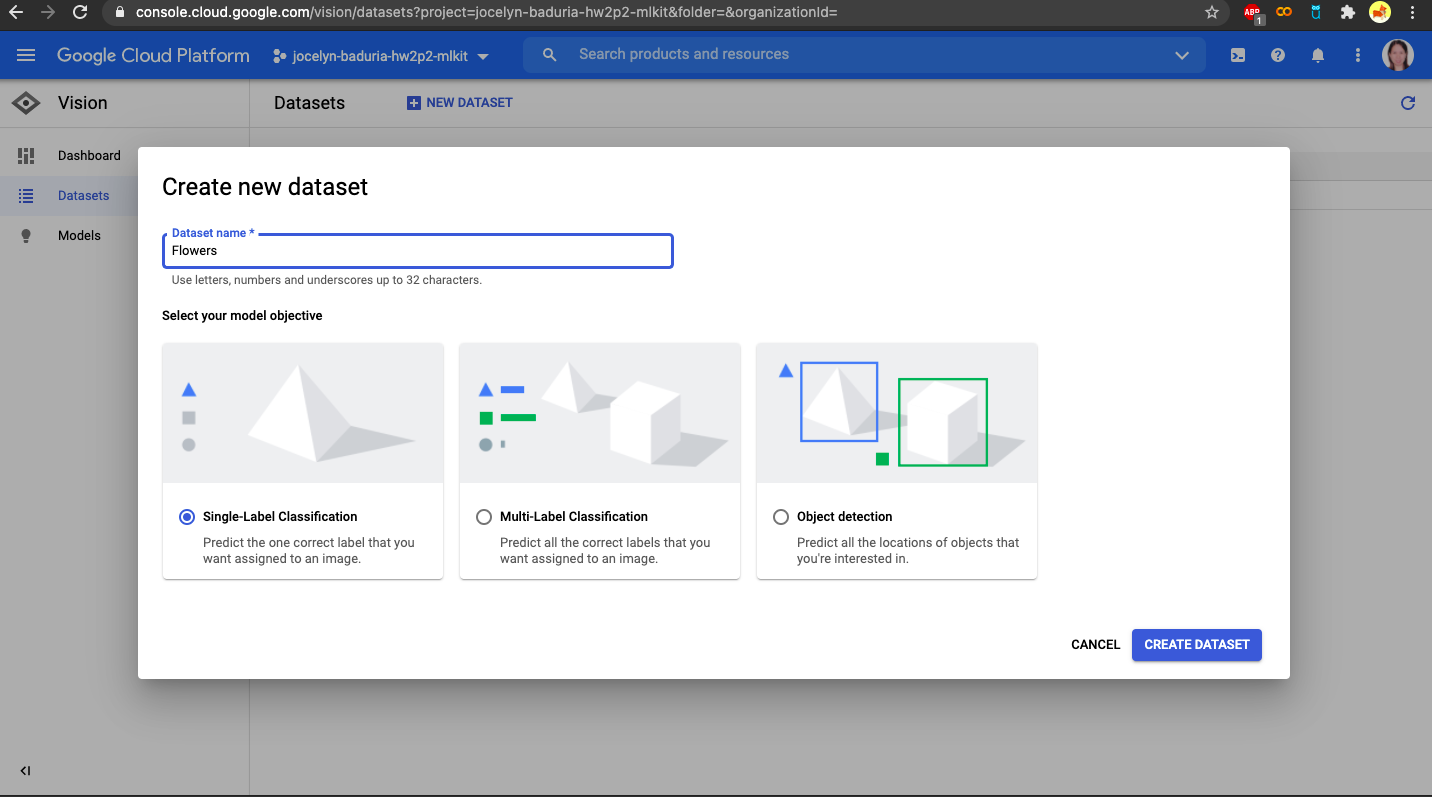 console.cloud.google.com/vision/datasets?project=jocelyn-baduria-hw2p2-mlkit&folder=&organizationId=
ABP
1
Google Cloud Platform
jocelyn-baduria-hw2p2-mlkit
Search products and resources
Vision
Datasets
NEW DATASET
Dashboard
Datasets
Models
Create new dataset
Dataset name *
Flowers
Use letters, numbers and underscores up to 32 characters.
Select your model objective
Single-Label Classification
Predict the one correct label that you
want assigned to an image.
Multi-Label Classification
Predict all the correct labels that you
want assigned to an image.
Object detection
Predict all the locations of objects that
you're interested in.
CANCEL
CREATE DATASET